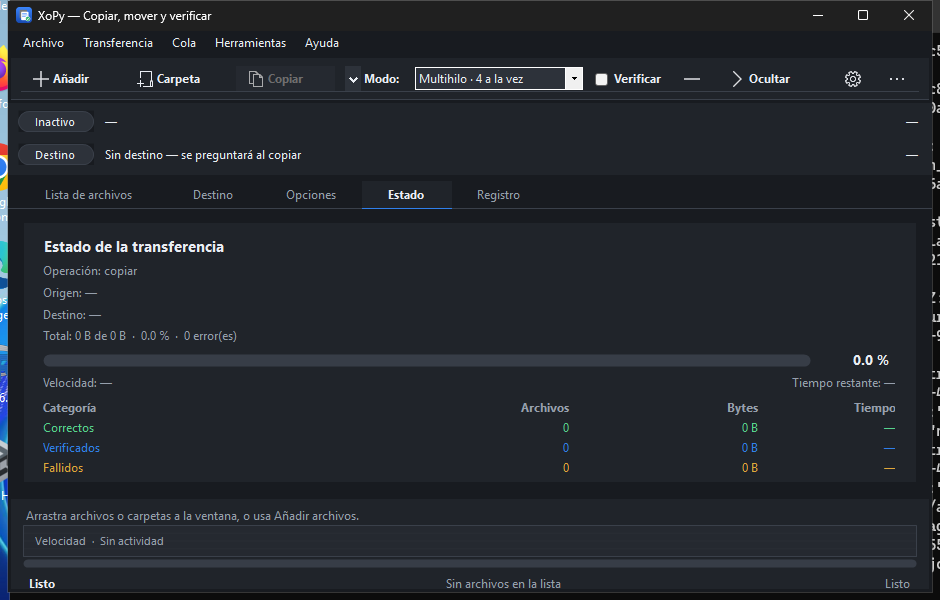 XoPy — Copiar, mover y verificar
Archivo Transferencia Cola Herramientas Ayuda
Añadir Carpeta Copiar Modo: Multihilo · 4 a la vez Verificar — Ocultar ...
Inactivo — —
Destino Sin destino — se preguntará al copiar —
Lista de archivos Destino Opciones Estado Registro
Estado de la transferencia
Operación: copiar
Origen: —
Destino: —
Total: 0 B de 0 B · 0.0 % · 0 error(es)
0.0 %
Velocidad: — Tiempo restante: —
Categoría Archivos Bytes Tiempo
Correctos 0 0 B —
Verificados 0 0 B —
Fallidos 0 0 B —
Arrastra archivos o carpetas a la ventana, o usa Añadir archivos.
Velocidad · Sin actividad
Listo Sin archivos en la lista Listo